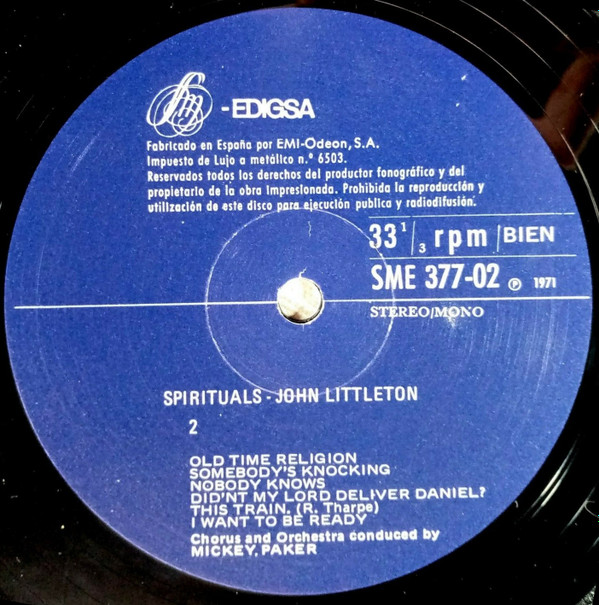 fm - EDIGSA
Fabricado en España por EMI-Odeon, S.A.
Impuesto de Lujo a metálico n.º 6503.
Reservados todos los derechos del productor fonográfico y del
propietario de la obra impresionada. Prohibida la reproducción y
utilización de este disco para ejecución publica y radiodifusión.
33 1/3 rpm BIEN
SME 377-02 ℗ 1971
STEREO/MONO
SPIRITUALS - JOHN LITTLETON
2
OLD TIME RELIGION
SOMEBODY'S KNOCKING
NOBODY KNOWS
DID'NT MY LORD DELIVER DANIEL?
THIS TRAIN. (R. Tharpe)
I WANT TO BE READY
Chorus and Orchestra conduced by
MICKEY, PAKER